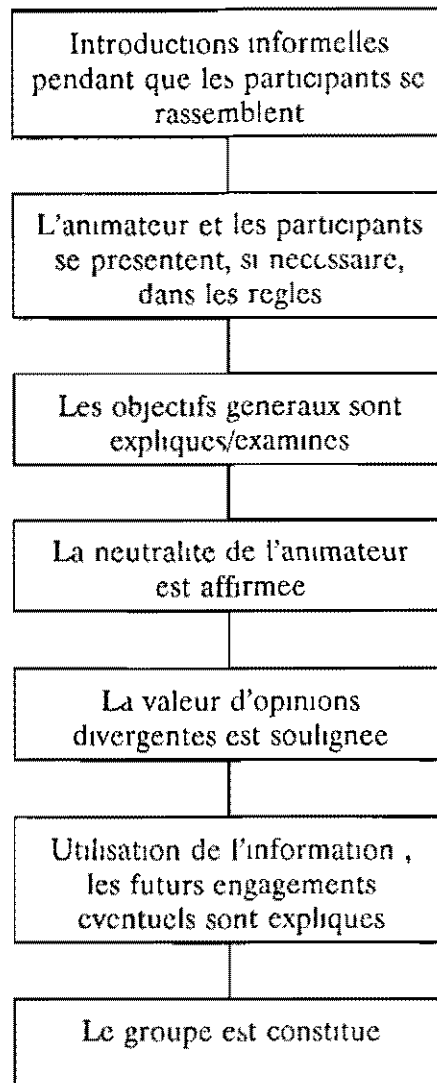 Introductions informelles
pendant que les participants se
rassemblent
L'animateur et les participants
se presentent, si necessaire,
dans les regles
Les objectifs generaux sont
expliques/examines
La neutralite de l'animateur
est affirmee
La valeur d'opinions
divergentes est soulignee
Utilisation de l'information ,
les futurs engagements
eventuels sont expliques
Le groupe est constitue